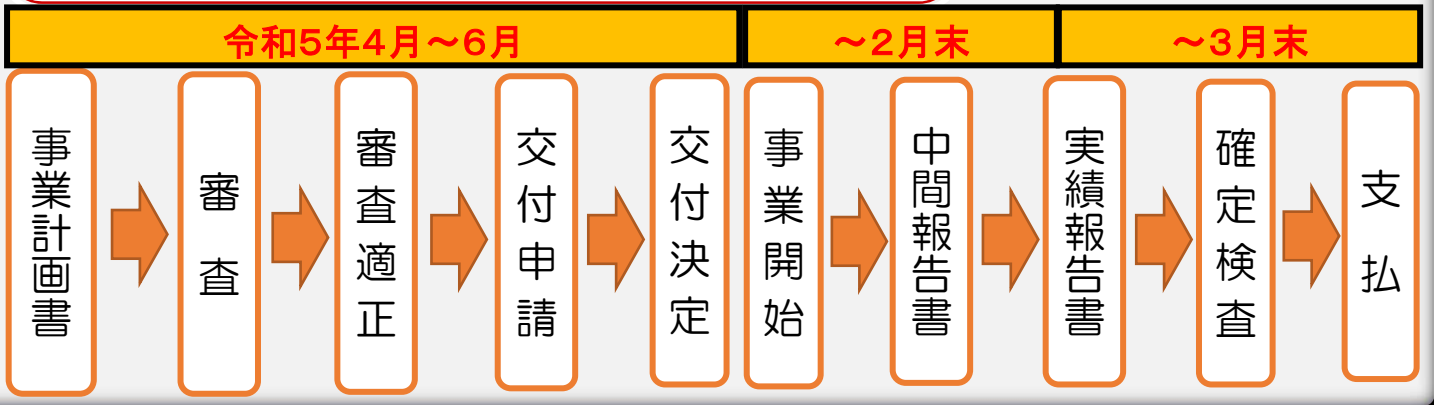 令和5年4月～6月
～2月末
～3月末
事業計画書
審査
審査適正
交付申請
交付決定
事業開始
中間報告書
実績報告書
確定検査
支払